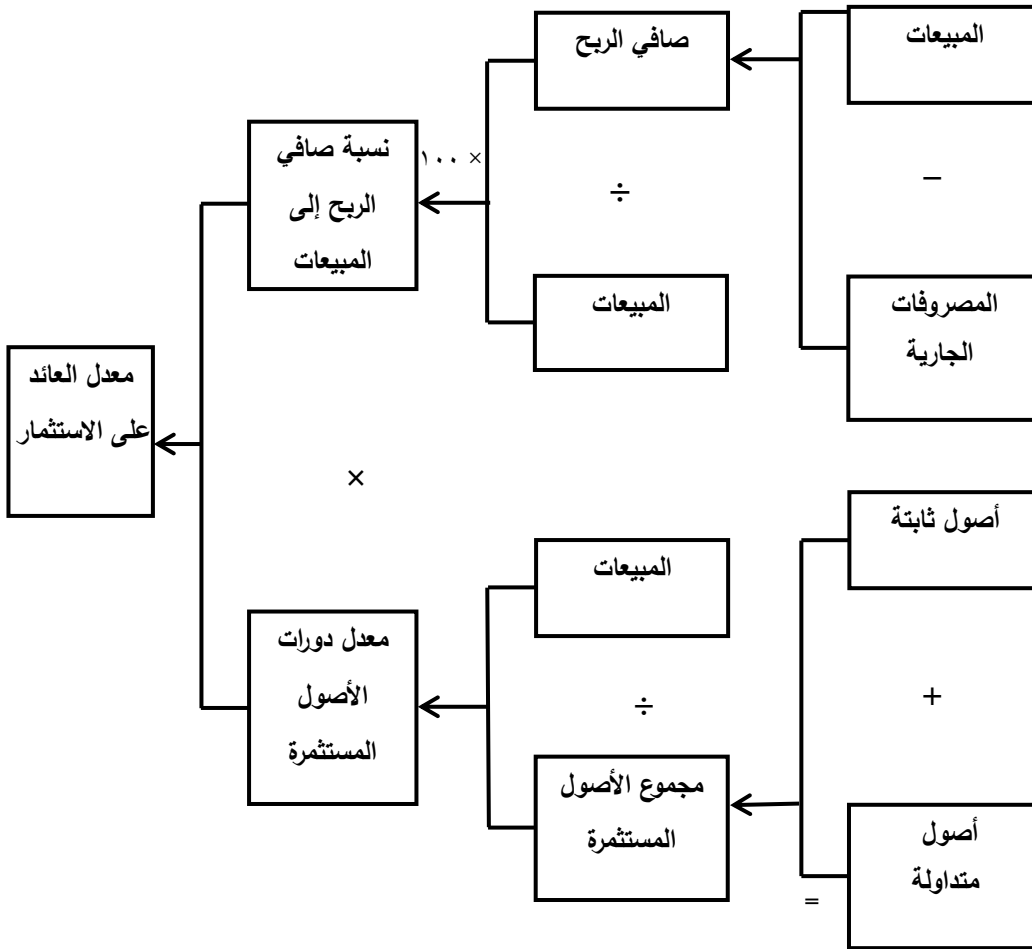 المبيعات
صافي الربح
−
÷
× ١٠٠
نسبة صافي
الربح إلى
المبيعات
المصروفات
الجارية
المبيعات
معدل العائد
على الاستثمار
×
أصول ثابتة
المبيعات
+
÷
معدل دورات
الأصول
المستثمرة
مجموع الأصول
المستثمرة
أصول
متداولة
=